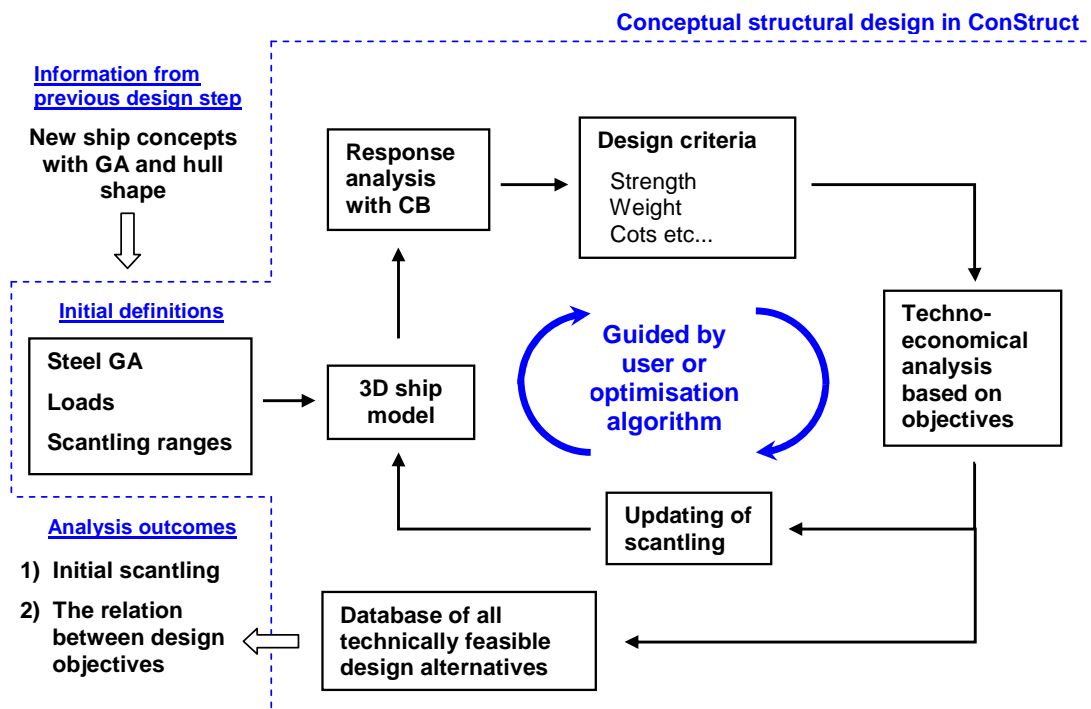 Conceptual structural design in ConStruct
Information from
previous design step
New ship concepts
with GA and hull
shape
Response
analysis
with CB
Design criteria
Strength
Weight
Cots etc...
Initial definitions
Steel GA
Loads
Scantling ranges
3D ship
model
Guided by
user or
optimisation
algorithm
Techno-
economical
analysis
based on
objectives
Updating of
scantling
Analysis outcomes
1) Initial scantling
2) The relation
between design
objectives
Database of all
technically feasible
design alternatives